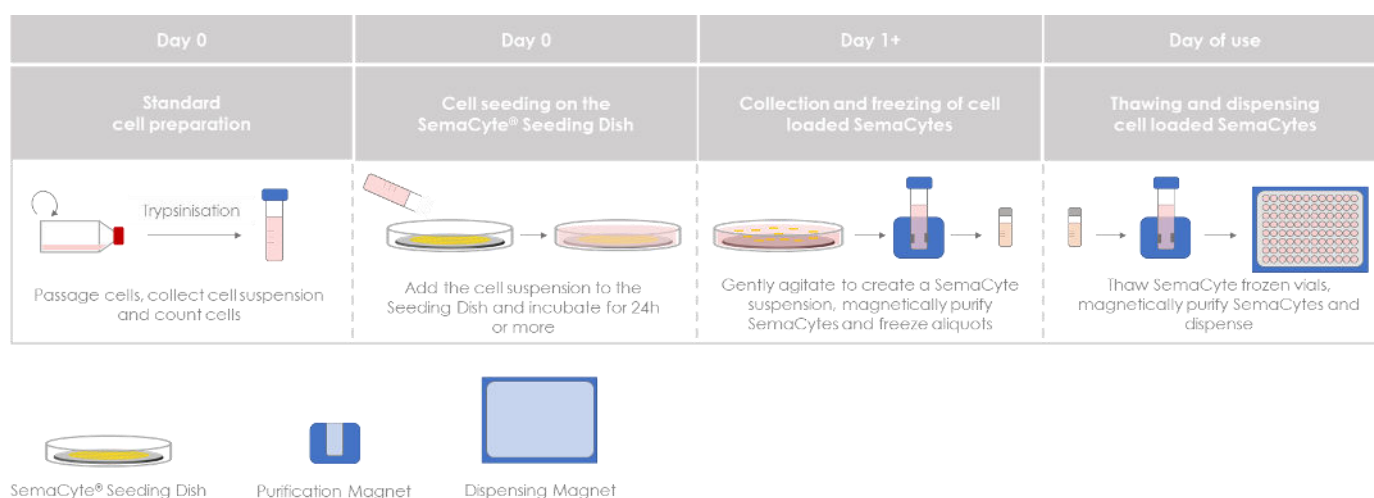 Day 0
Day 0
Day 1+
Day of use
Standard
cell preparation
Cell seeding on the
SemaCyte® Seeding Dish
Collection and freezing of cell
loaded SemaCytes
Thawing and dispensing
cell loaded SemaCytes
Trypsinisation
Passage cells, collect cell suspension
and count cells
Add the cell suspension to the
Seeding Dish and incubate for 24h
or more
Gently agitate to create a SemaCyte
suspension, magnetically purify
SemaCytes and freeze aliquots
Thaw SemaCyte frozen vials,
magnetically purify SemaCytes and
dispense
SemaCyte® Seeding Dish
Purification Magnet
Dispensing Magnet